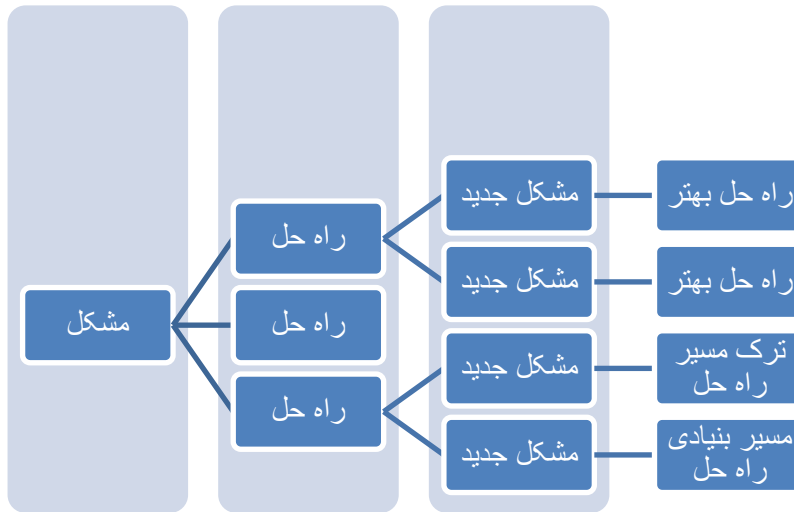 مشکل
راه حل
راه حل
راه حل
مشکل جدید
مشکل جدید
مشکل جدید
مشکل جدید
راه حل بهتر
راه حل بهتر
ترک مسیر
راه حل
مسیر بنیادی
راه حل